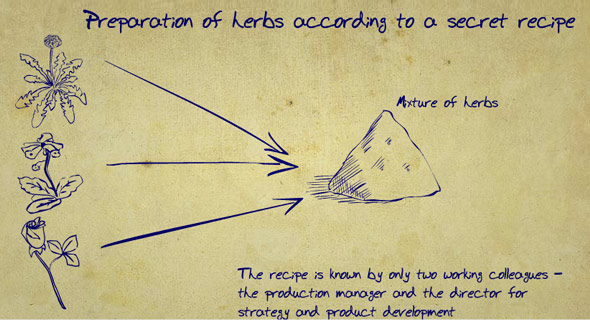 Preparation of herbs according to a secret recipe
Mixture of herbs
The recipe is known by only two working colleagues –
the production manager and the director for
strategy and product development